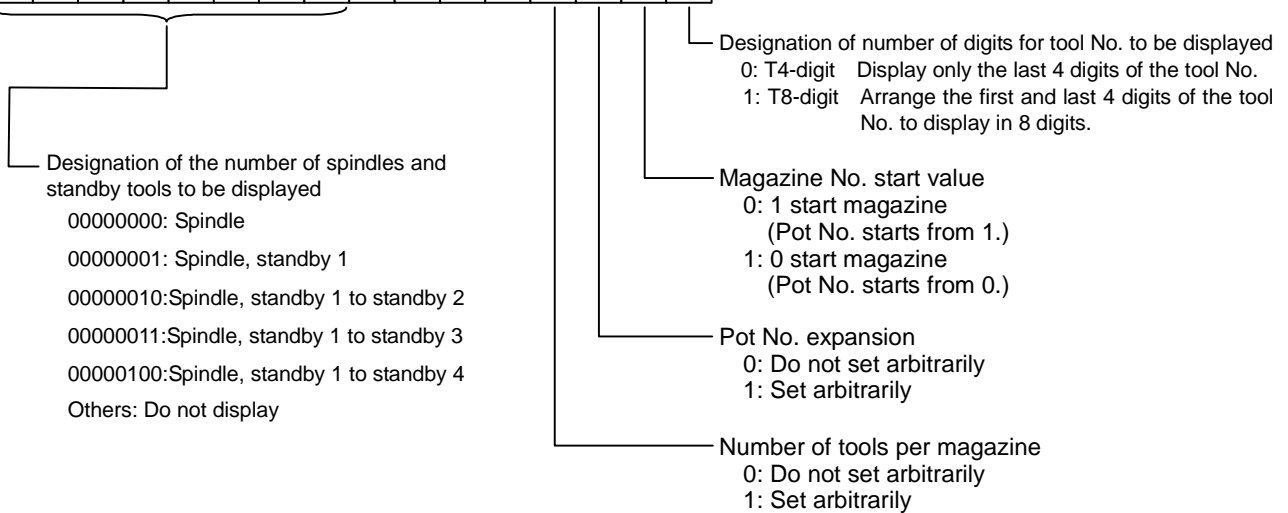 Designation of number of digits for tool No. to be displayed
0: T4-digit Display only the last 4 digits of the tool No.
1: T8-digit Arrange the first and last 4 digits of the tool
No. to display in 8 digits.
Designation of the number of spindles and
standby tools to be displayed
00000000: Spindle
00000001: Spindle, standby 1
00000010:Spindle, standby 1 to standby 2
00000011:Spindle, standby 1 to standby 3
00000100:Spindle, standby 1 to standby 4
Others: Do not display
Magazine No. start value
0: 1 start magazine
(Pot No. starts from 1.)
1: 0 start magazine
(Pot No. starts from 0.)
Pot No. expansion
0: Do not set arbitrarily
1: Set arbitrarily
Number of tools per magazine
0: Do not set arbitrarily
1: Set arbitrarily